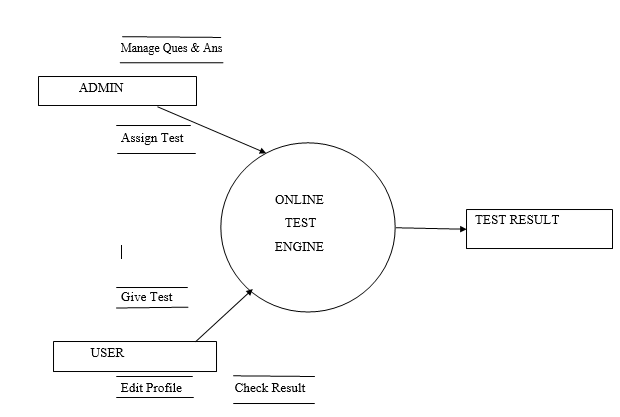 Manage Ques & Ans
ADMIN
Assign Test
ONLINE
TEST
ENGINE
TEST RESULT
Give Test
USER
Edit Profile
Check Result